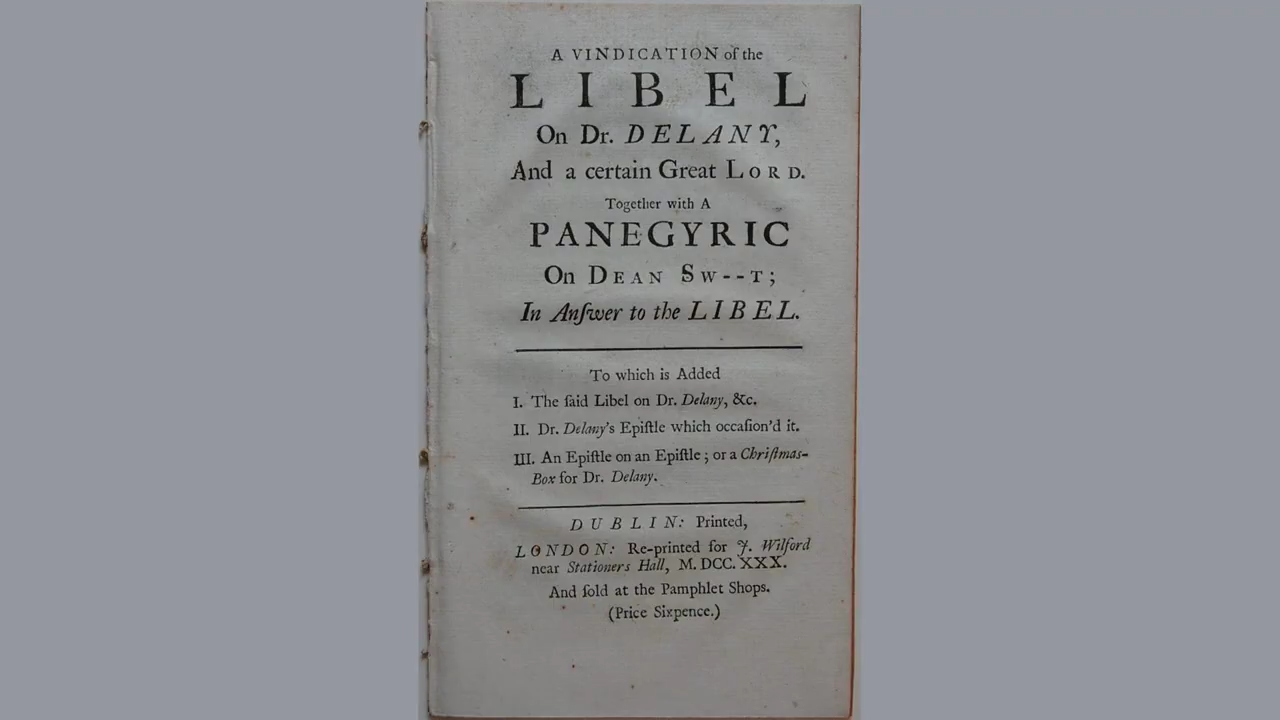 A VINDICATION of the
LIBEL
On Dr. DELANY,
And a certain Great LORD.
Together with A
PANEGYRIC
On DEAN SW--T;
In Anſwer to the LIBEL.
To which is Added
I. The ſaid Libel on Dr. Delany, &c.
II. Dr. Delany's Epiſtle which occaſion'd it.
III. An Epiſtle on an Epiſtle; or a Chriſtmas-
Box for Dr. Delany.
DUBLIN: Printed,
LONDON: Re-printed for J. Wilford
near Stationers Hall, M. DCC. XXX.
And ſold at the Pamphlet Shops.
(Price Sixpence.)